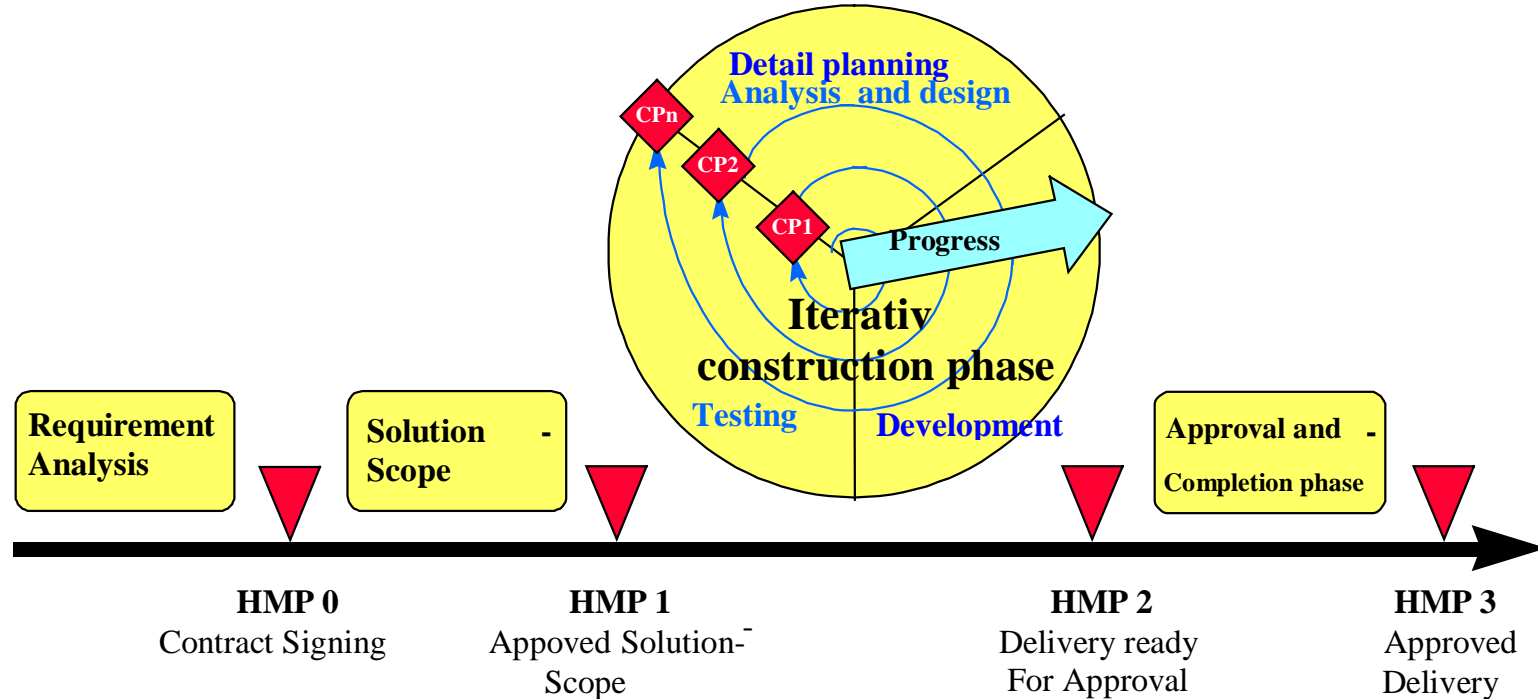 Detail planning
Analysis and design
CPn
CP2
CP1
Progress
Iterativ
construction phase
Testing
Development
Requirement
Analysis
Solution -
Scope
Approval and -
Completion phase
HMP 0
Contract Signing
HMP 1
Appoved Solution-
Scope
HMP 2
Delivery ready
For Approval
HMP 3
Approved
Delivery